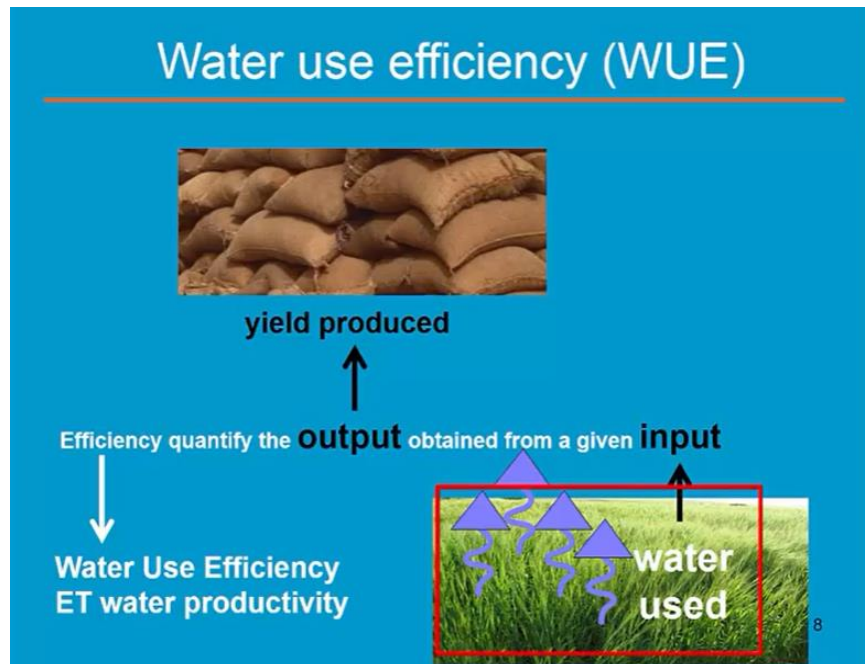 Water use efficiency (WUE)
yield produced
Efficiency quantify the output obtained from a given input
Water Use Efficiency
ET water productivity
water
used
8